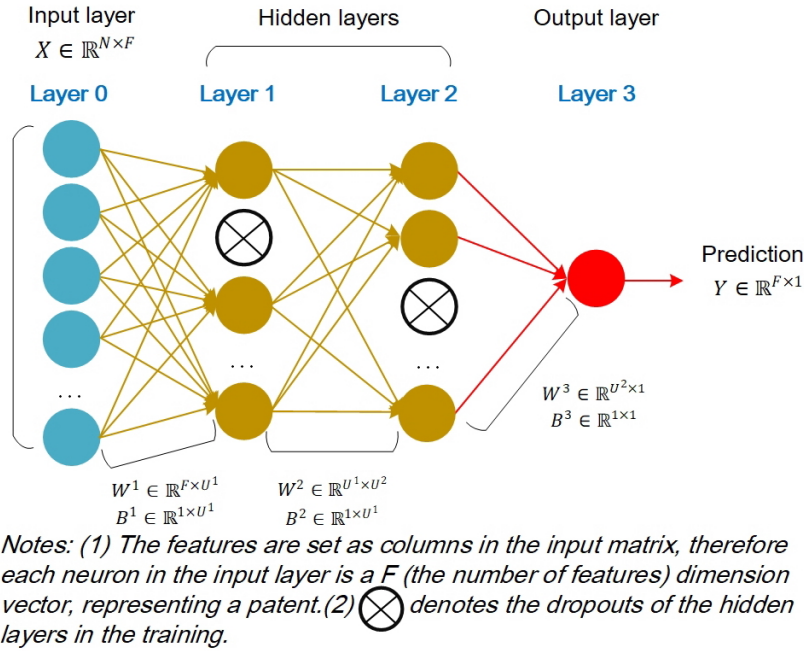 Input layer
Hidden layers
Output layer
X ∈ ℝ^{N×F}
Layer 0
Layer 1
Layer 2
Layer 3
Prediction
Y ∈ ℝ^{F×1}
...
...
...
W^3 ∈ ℝ^{U^2×1}
B^3 ∈ ℝ^{1×1}
W^1 ∈ ℝ^{F×U^1}
B^1 ∈ ℝ^{1×U^1}
W^2 ∈ ℝ^{U^1×U^2}
B^2 ∈ ℝ^{1×U^1}
Notes: (1) The features are set as columns in the input matrix, therefore
each neuron in the input layer is a F (the number of features) dimension
vector, representing a patent.(2) denotes the dropouts of the hidden
layers in the training.